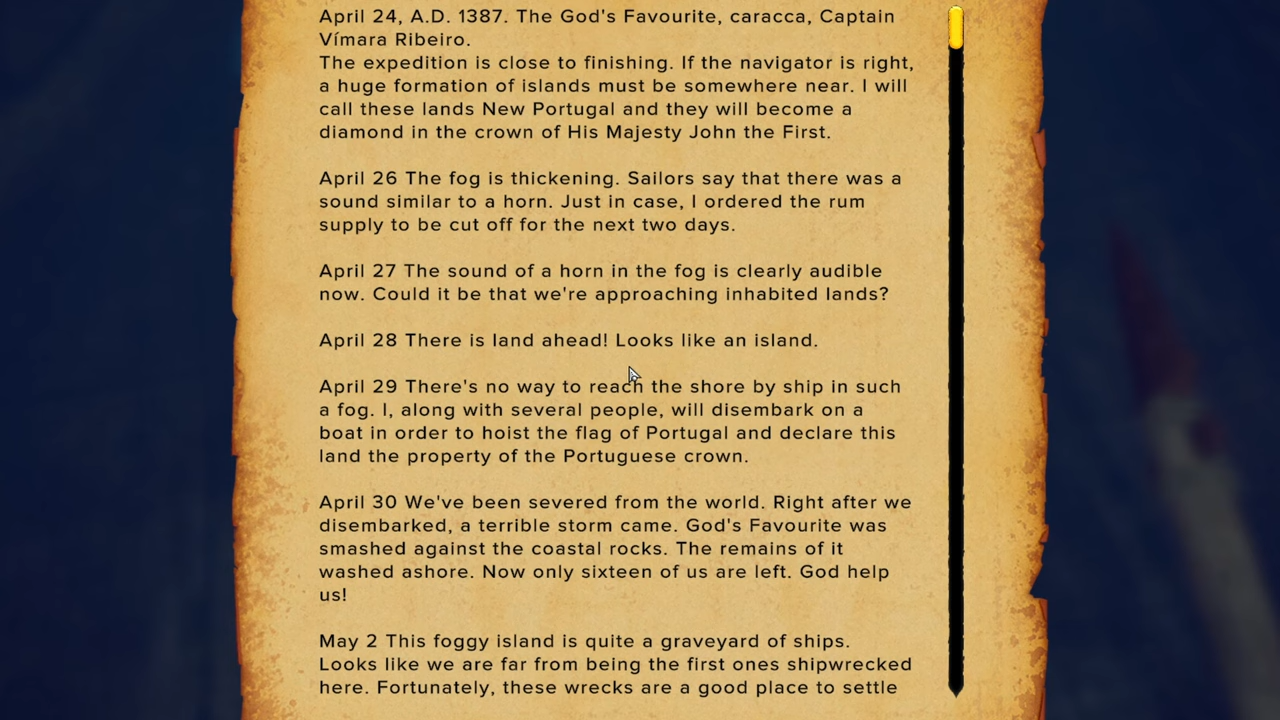 April 24, A.D. 1387. The God's Favourite, caracca, Captain
Vímara Ribeiro.
The expedition is close to finishing. If the navigator is right,
a huge formation of islands must be somewhere near. I will
call these lands New Portugal and they will become a
diamond in the crown of His Majesty John the First.
April 26 The fog is thickening. Sailors say that there was a
sound similar to a horn. Just in case, I ordered the rum
supply to be cut off for the next two days.
April 27 The sound of a horn in the fog is clearly audible
now. Could it be that we're approaching inhabited lands?
April 28 There is land ahead! Looks like an island.
April 29 There's no way to reach the shore by ship in such
a fog. I, along with several people, will disembark on a
boat in order to hoist the flag of Portugal and declare this
land the property of the Portuguese crown.
April 30 We've been severed from the world. Right after we
disembarked, a terrible storm came. God's Favourite was
smashed against the coastal rocks. The remains of it
washed ashore. Now only sixteen of us are left. God help
us!
May 2 This foggy island is quite a graveyard of ships.
Looks like we are far from being the first ones shipwrecked
here. Fortunately, these wrecks are a good place to settle